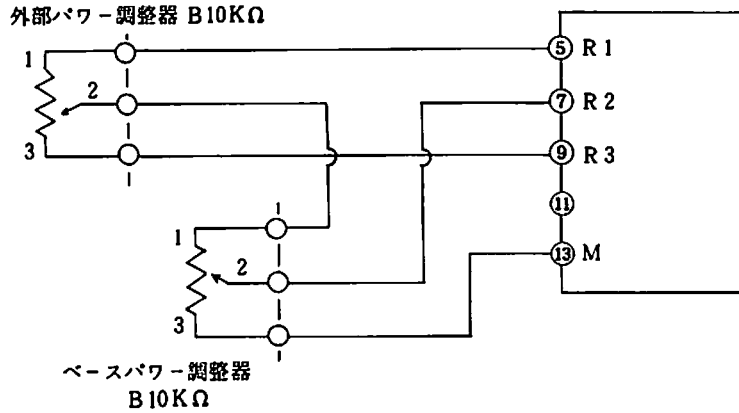 外部パワー調整器 B10KΩ
1
2
3
⑤ R1
⑦ R2
⑨ R3
⑪
⑬ M
1
2
3
ベースパワー調整器
B10KΩ